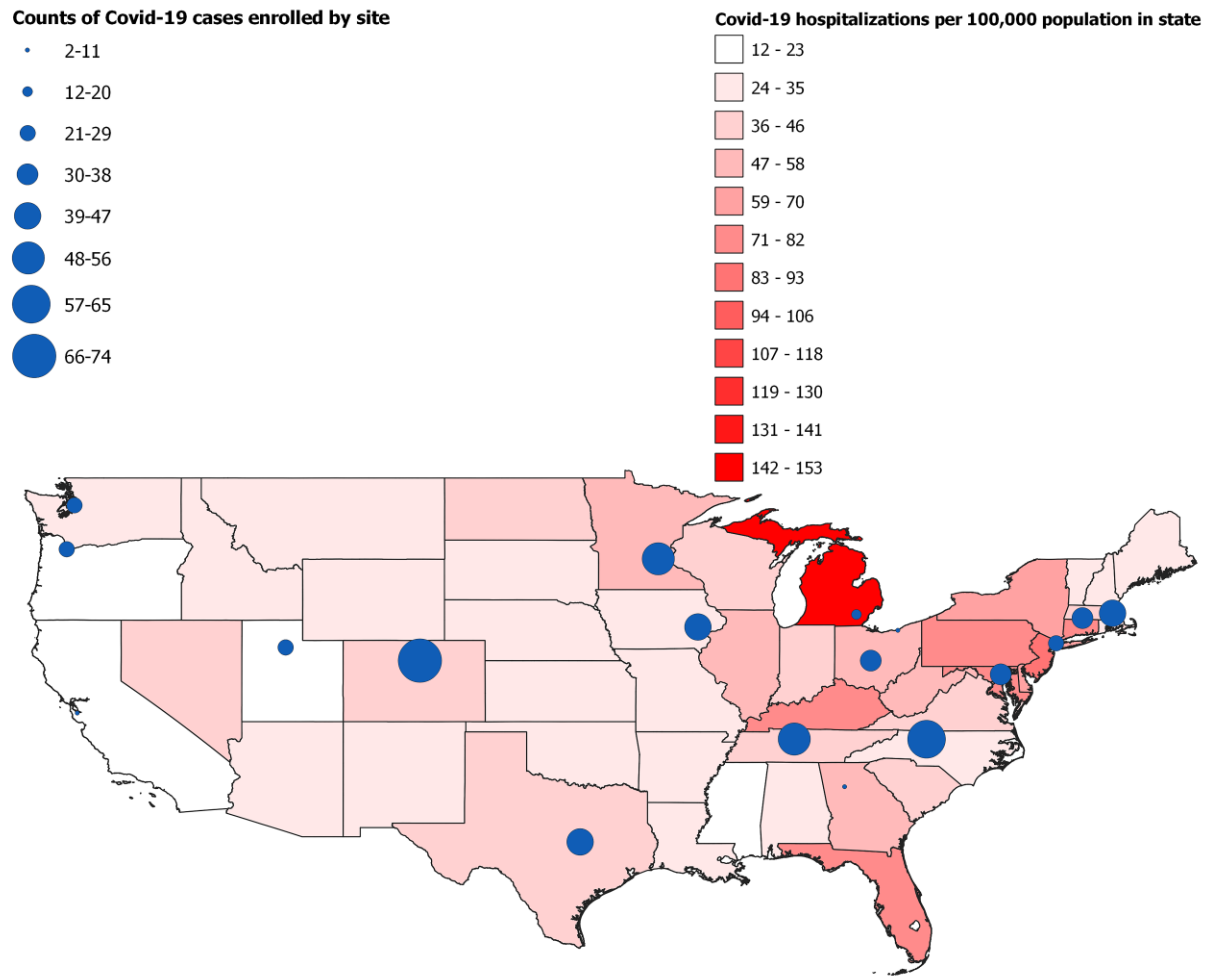 Counts of Covid-19 cases enrolled by site
2-11
12-20
21-29
30-38
39-47
48-56
57-65
66-74
Covid-19 hospitalizations per 100,000 population in state
12 - 23
24 - 35
36 - 46
47 - 58
59 - 70
71 - 82
83 - 93
94 - 106
107 - 118
119 - 130
131 - 141
142 - 153